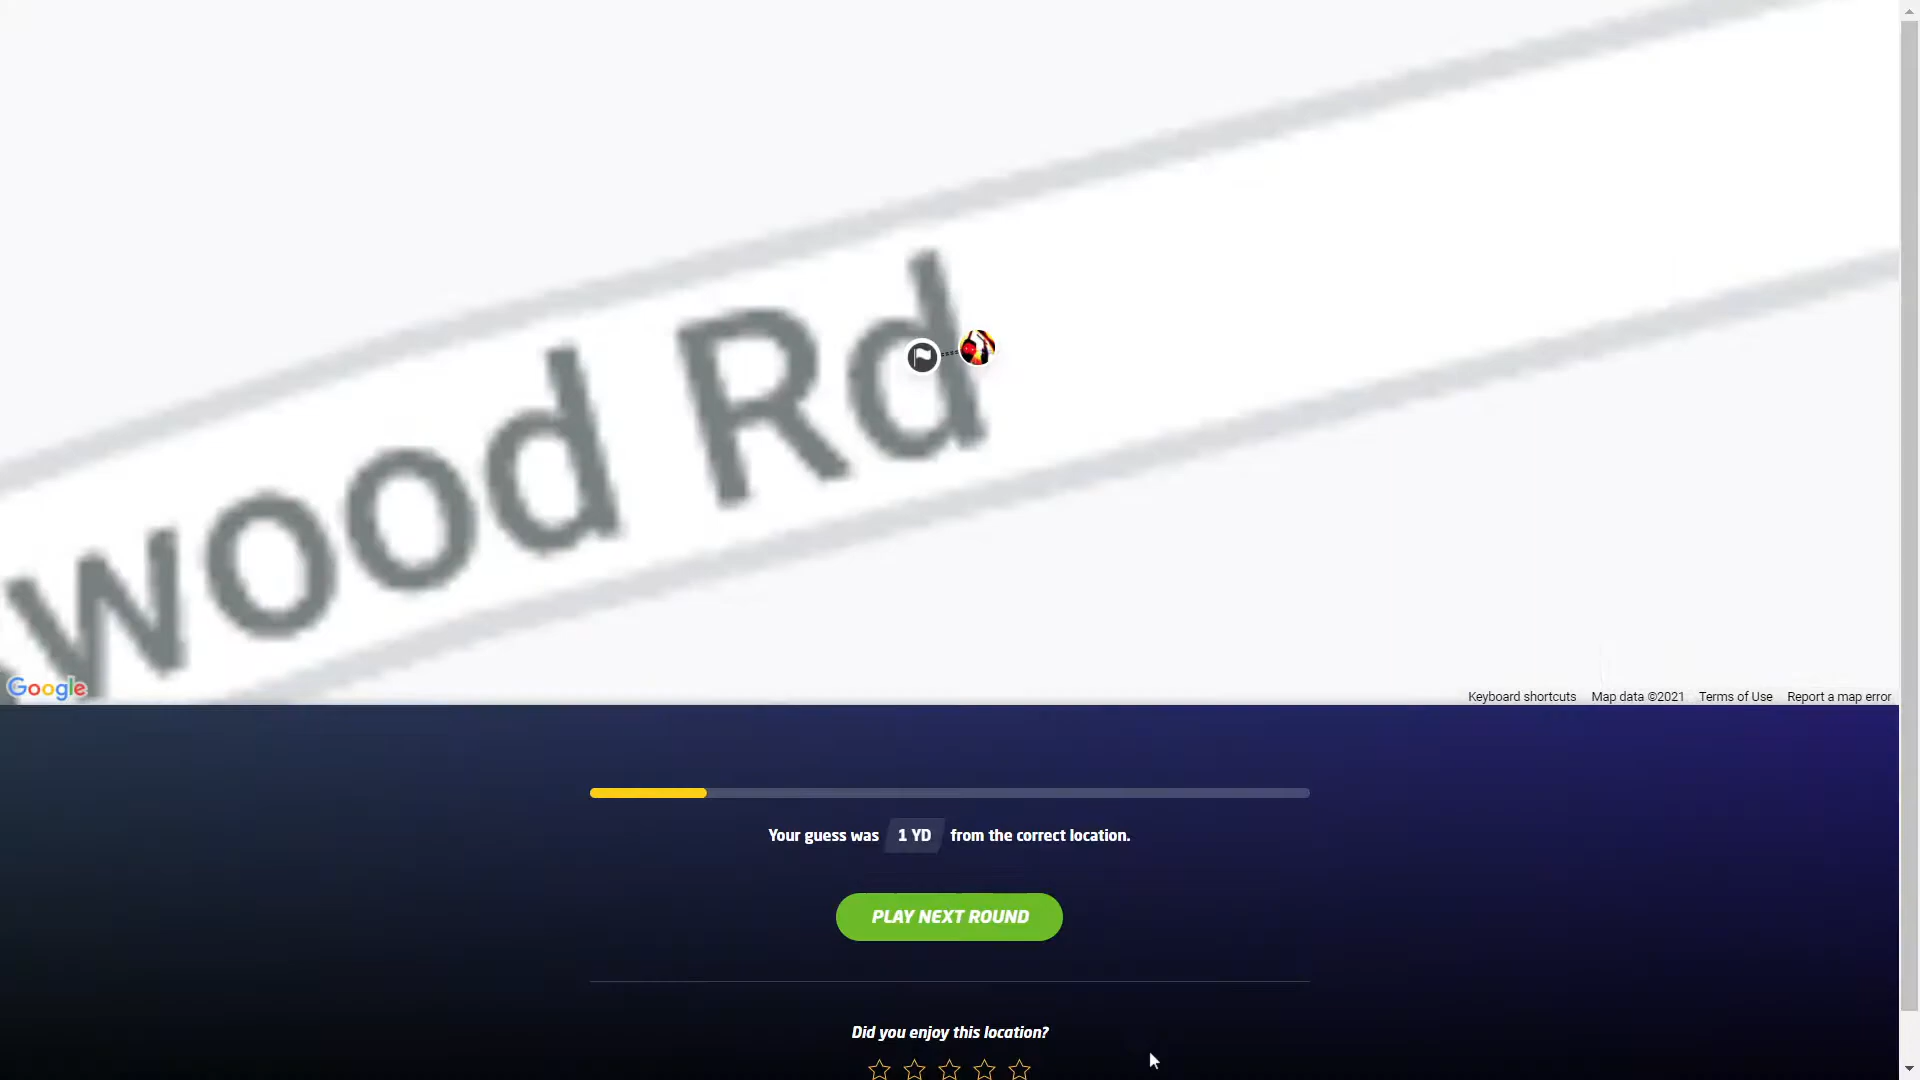 wood Rd
Google
Keyboard shortcuts Map data ©2021 Terms of Use Report a map error
Your guess was 1 YD from the correct location.
PLAY NEXT ROUND
Did you enjoy this location?